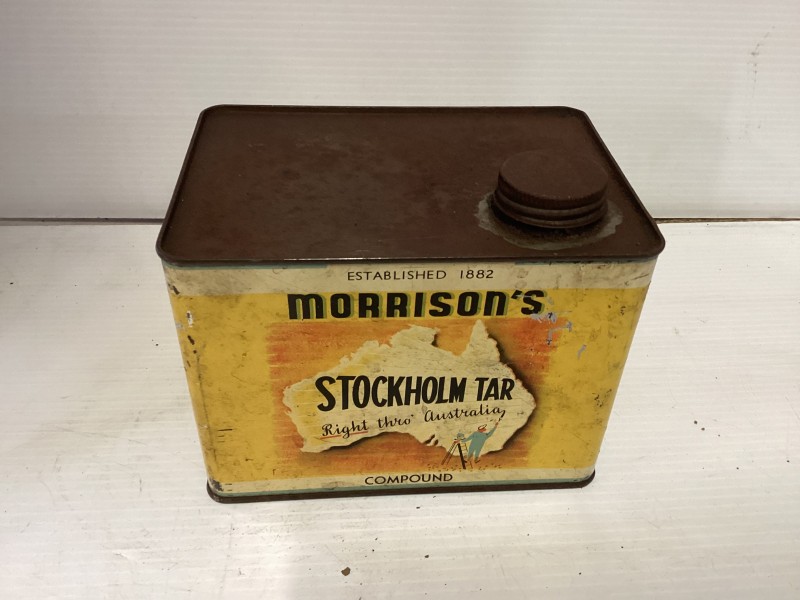 ESTABLISHED 1882
MORRISON'S
STOCKHOLM TAR
Right thro' Australia
COMPOUND